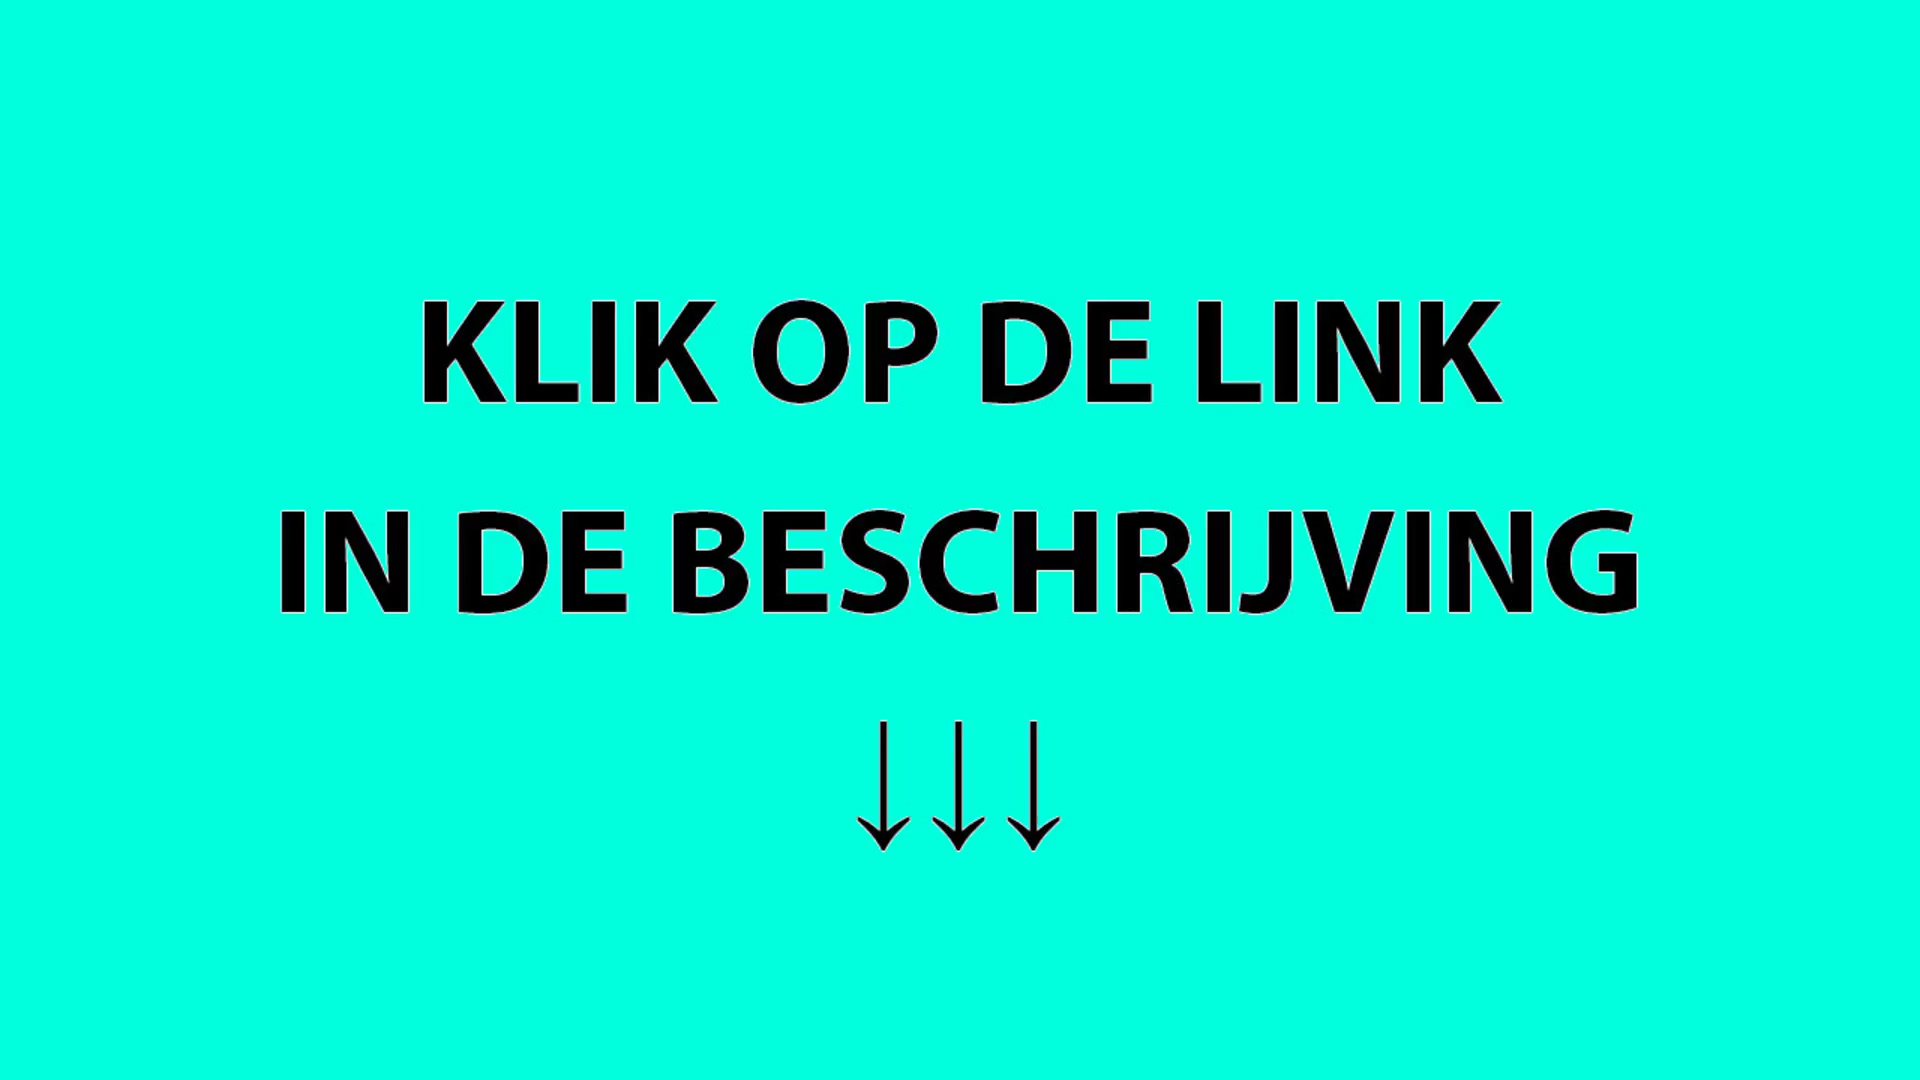 KLIK OP DE LINK
IN DE BESCHRIJVING
↓↓↓